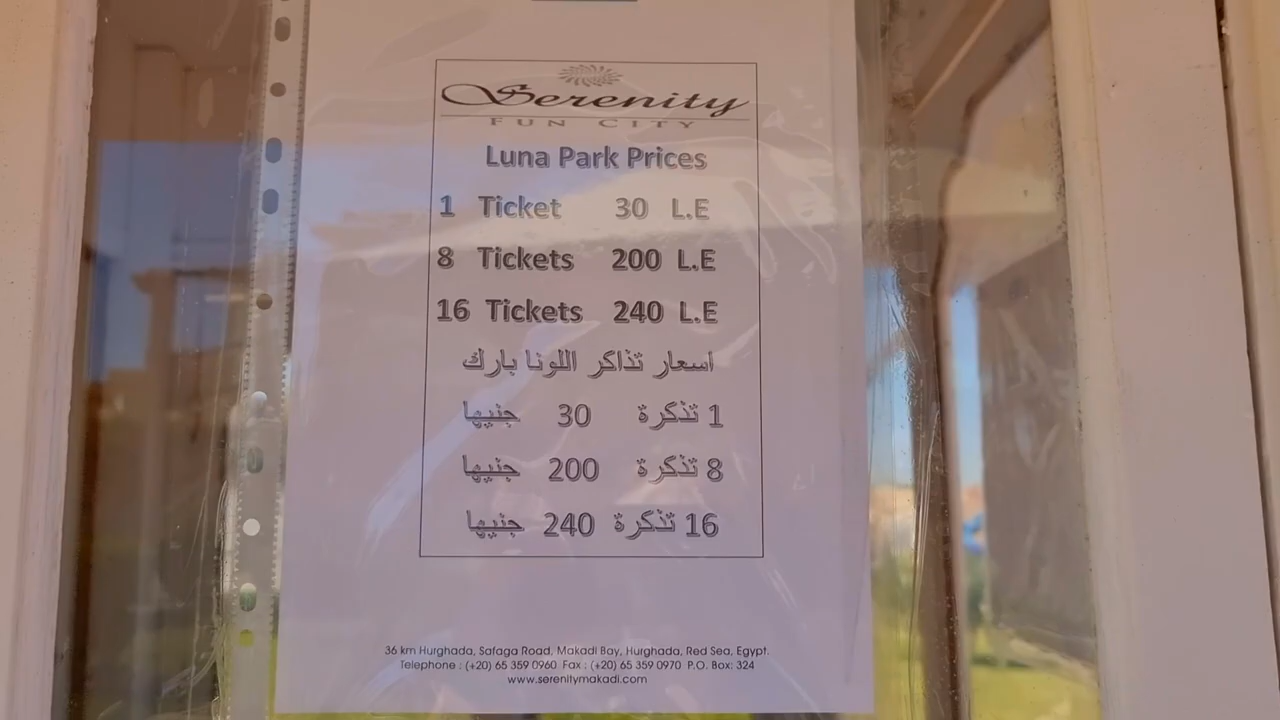 Serenity
FUN CITY
Luna Park Prices
1 Ticket 30 L.E
8 Tickets 200 L.E
16 Tickets 240 L.E
اسعار تذاكر اللونا بارك
1 تذكرة 30 جنيها
8 تذكرة 200 جنيها
16 تذكرة 240 جنيها
36 km Hurghada, Safaga Road, Makadi Bay, Hurghada, Red Sea, Egypt.
Telephone : (+20) 65 359 0960 Fax : (+20) 65 359 0970 P.O. Box: 324
www.serenitymakadi.com